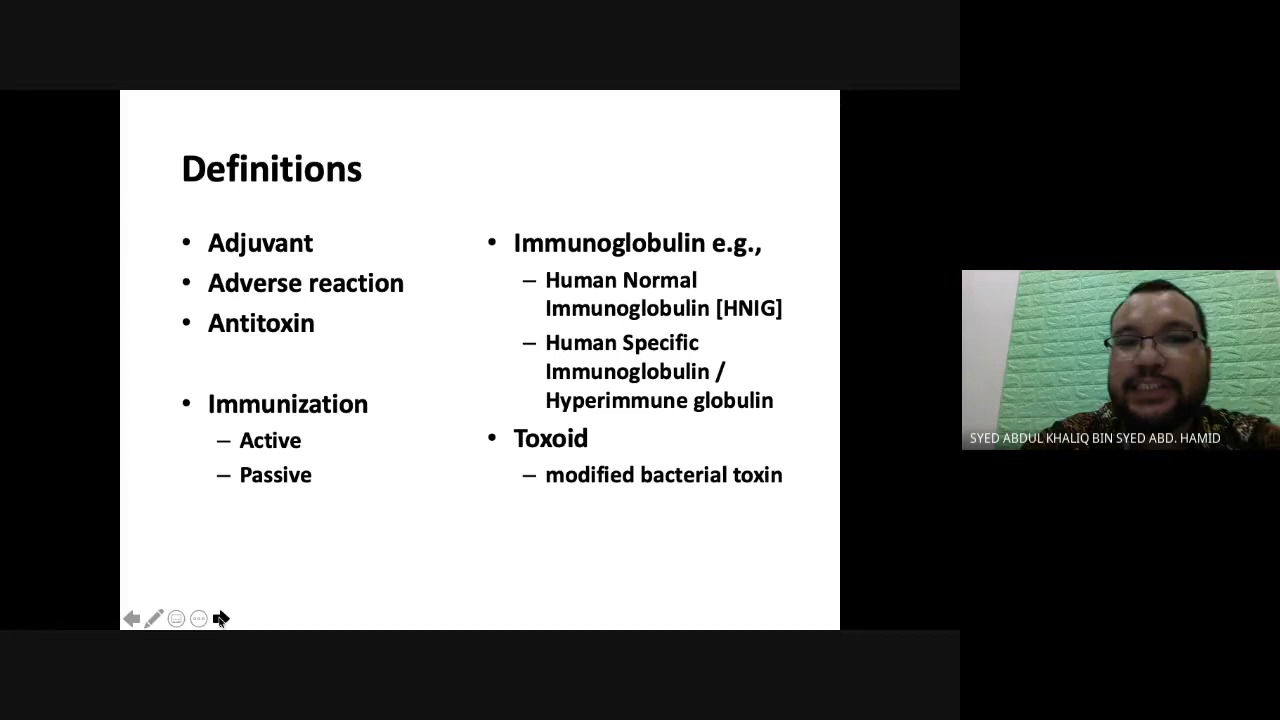 Definitions
• Adjuvant
• Adverse reaction
• Antitoxin
• Immunization
– Active
– Passive
• Immunoglobulin e.g.,
– Human Normal
Immunoglobulin [HNIG]
– Human Specific
Immunoglobulin /
Hyperimmune globulin
• Toxoid
– modified bacterial toxin
SYED ABDUL KHALIQ BIN SYED ABD. HAMID